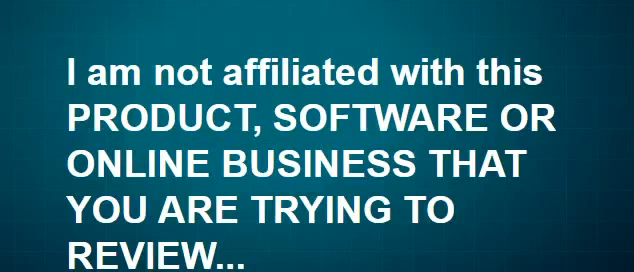 I am not affiliated with this
PRODUCT, SOFTWARE OR
ONLINE BUSINESS THAT
YOU ARE TRYING TO
REVIEW...